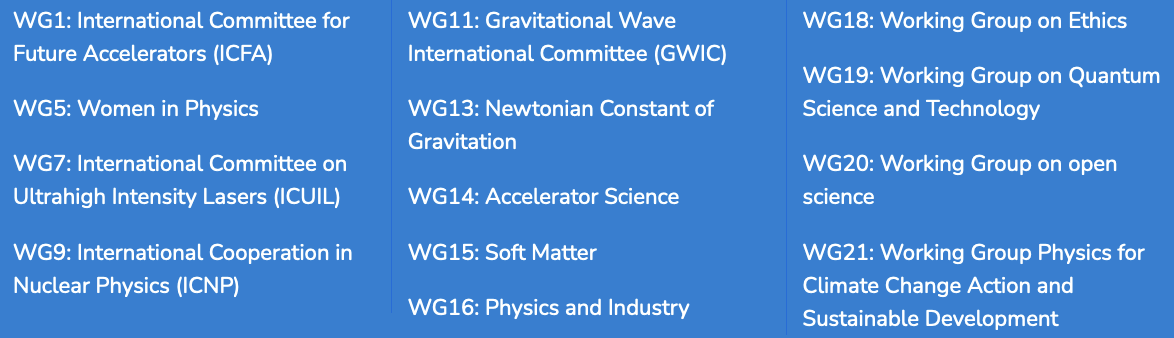 WG1: International Committee for
Future Accelerators (ICFA)
WG5: Women in Physics
WG7: International Committee on
Ultrahigh Intensity Lasers (ICUIL)
WG9: International Cooperation in
Nuclear Physics (ICNP)
WG11: Gravitational Wave
International Committee (GWIC)
WG13: Newtonian Constant of
Gravitation
WG14: Accelerator Science
WG15: Soft Matter
WG16: Physics and Industry
WG18: Working Group on Ethics
WG19: Working Group on Quantum
Science and Technology
WG20: Working Group on open
science
WG21: Working Group Physics for
Climate Change Action and
Sustainable Development